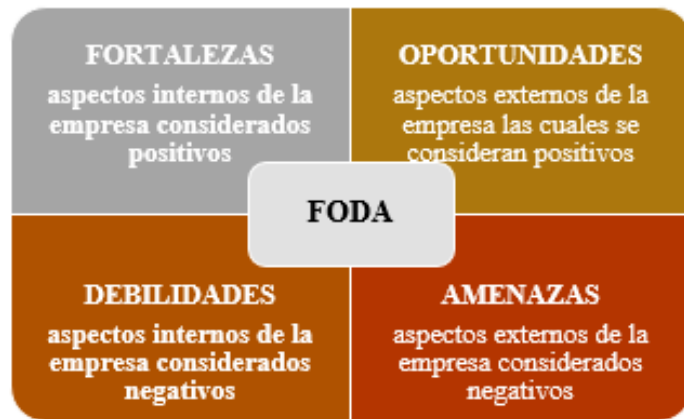 FORTALEZAS
aspectos internos de la
empresa considerados
positivos
OPORTUNIDADES
aspectos externos de la
empresa las cuales se
consideran positivos
FODA
DEBILIDADES
aspectos internos de la
empresa considerados
negativos
AMENAZAS
aspectos externos de la
empresa considerados
negativos